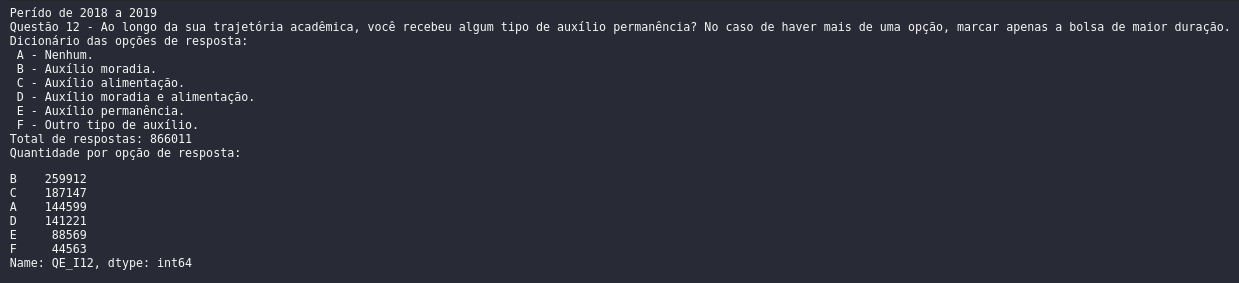 Perído de 2018 a 2019
Questão 12 - Ao longo da sua trajetória acadêmica, você recebeu algum tipo de auxílio permanência? No caso de haver mais de uma opção, marcar apenas a bolsa de maior duração.
Dicionário das opções de resposta:
A - Nenhum.
B - Auxílio moradia.
C - Auxílio alimentação.
D - Auxílio moradia e alimentação.
E - Auxílio permanência.
F - Outro tipo de auxílio.
Total de respostas: 866011
Quantidade por opção de resposta:
B    259912
C    187147
A    144599
D    141221
E     88569
F     44563
Name: QE_I12, dtype: int64